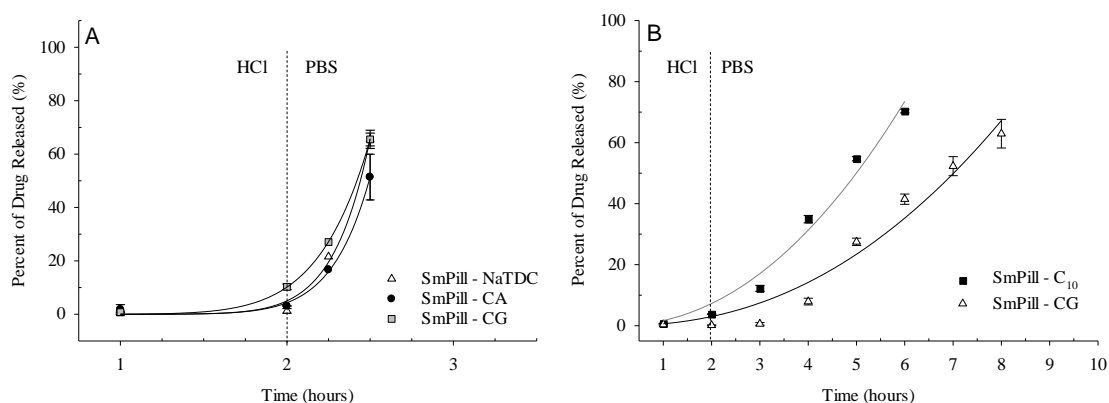 A
HCl PBS
Percent of Drug Released (%)
100
80
60
40
20
0
SmPill - NaTDC
SmPill - CA
SmPill - CG
1 2 3
Time (hours)
B
HCl PBS
Percent of Drug Released (%)
100
80
60
40
20
0
SmPill - C10
SmPill - CG
1 2 3 4 5 6 7 8 9 10
Time (hours)